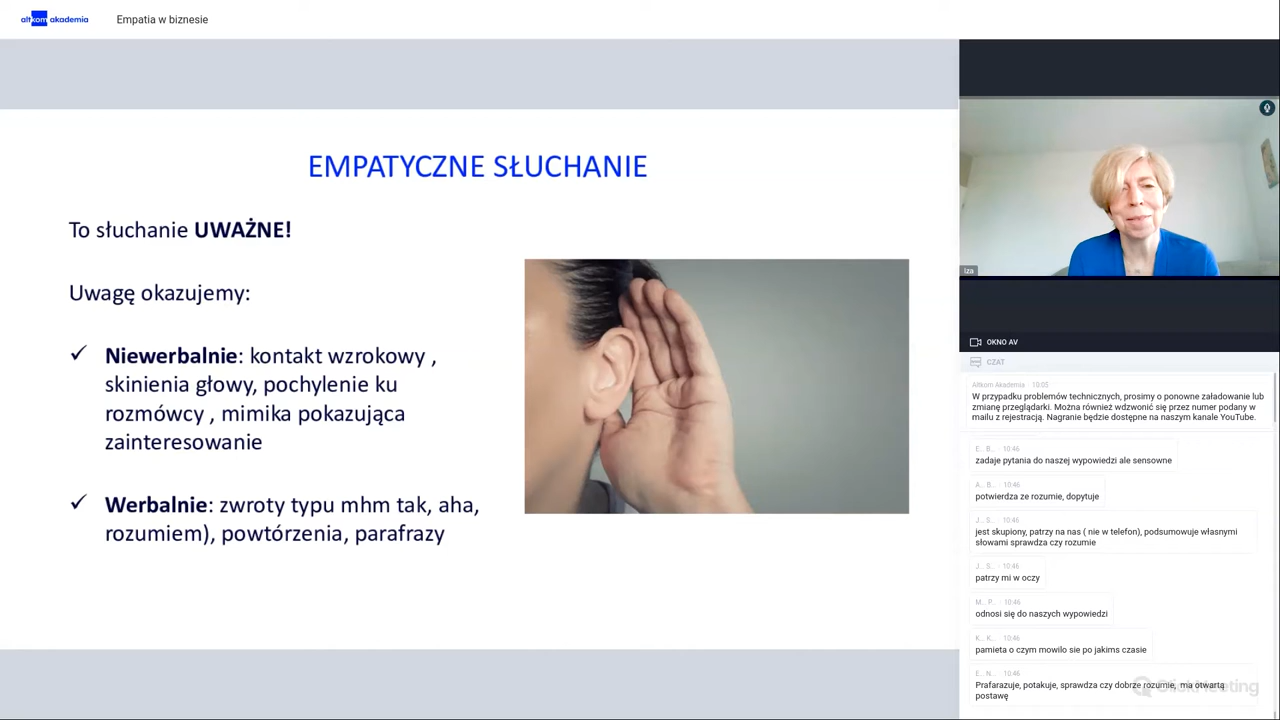 altkom akademia
Empatia w biznesie
EMPATYCZNE SŁUCHANIE
To słuchanie UWAŻNE!
Uwagę okazujemy:
✓ Niewerbalnie: kontakt wzrokowy ,
skinienia głowy, pochylenie ku
rozmówcy , mimika pokazująca
zainteresowanie
✓ Werbalnie: zwroty typu mhm tak, aha,
rozumiem), powtórzenia, parafrazy
Iza
OKNO AV
CZAT
Altkom Akademia · 10:05
W przypadku problemów technicznych, prosimy o ponowne załadowanie lub
zmianę przeglądarki. Można również wdzwonić się przez numer podany w
mailu z rejestracją. Nagranie będzie dostępne na naszym kanale YouTube.
E... B... · 10:46
zadaje pytania do naszej wypowiedzi ale sensowne
A... B... · 10:46
potwierdza ze rozumie, dopytuje
J... S... · 10:46
jest skupiony, patrzy na nas ( nie w telefon), podsumowuje własnymi
słowami sprawdza czy rozumie
J... S... · 10:46
patrzy mi w oczy
M... P... · 10:46
odnosi się do naszych wypowiedzi
K... K... · 10:46
pamieta o czym mowilo sie po jakims czasie
E... N... · 10:46
Prafarazuje, potakuje, sprawdza czy dobrze rozumie, ma otwartą
postawę
ClickMeeting